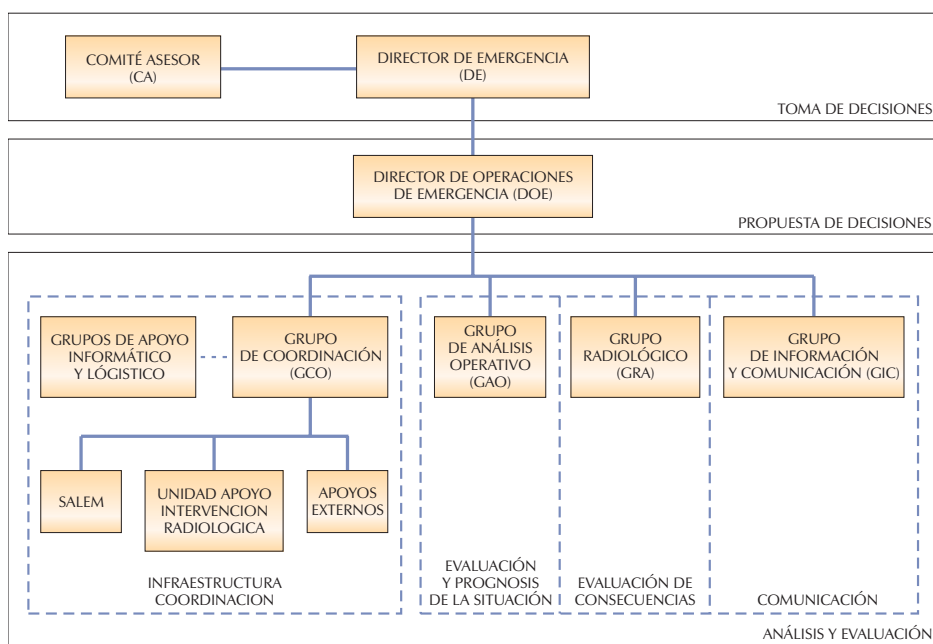 COMITÉ ASESOR
(CA)
DIRECTOR DE EMERGENCIA
(DE)
TOMA DE DECISIONES
DIRECTOR DE OPERACIONES
DE EMERGENCIA (DOE)
PROPUESTA DE DECISIONES
GRUPOS DE APOYO
INFORMÁTICO
Y LÓGISTICO
GRUPO
DE COORDINACIÓN
(GCO)
GRUPO
DE ANÁLISIS
OPERATIVO
(GAO)
GRUPO
RADIOLÓGICO
(GRA)
GRUPO
DE INFORMACIÓN
Y COMUNICACIÓN (GIC)
SALEM
UNIDAD APOYO
INTERVENCION
RADIOLOGICA
APOYOS
EXTERNOS
INFRAESTRUCTURA
COORDINACION
EVALUACIÓN
Y PROGNOSIS
DE LA SITUACIÓN
EVALUACIÓN DE
CONSECUENCIAS
COMUNICACIÓN
ANÁLISIS Y EVALUACIÓN